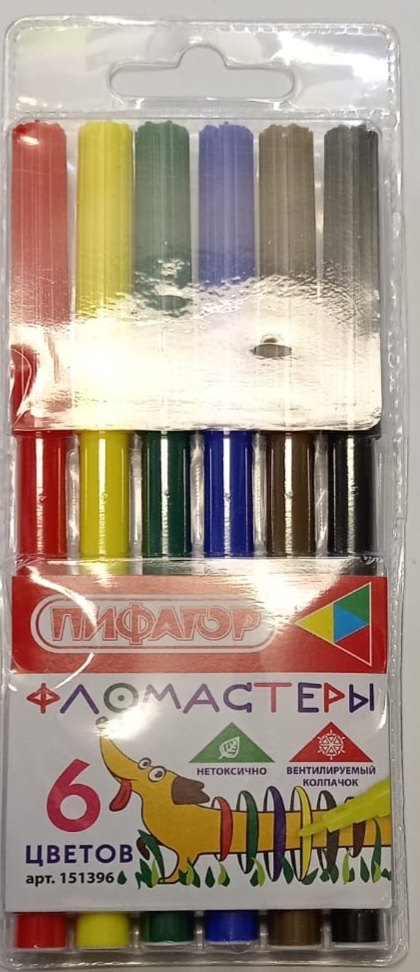 ПИФАГОР
ФЛОМАСТЕРЫ
НЕТОКСИЧНО
ВЕНТИЛИРУЕМЫЙ
КОЛПАЧОК
6
ЦВЕТОВ
арт. 151396